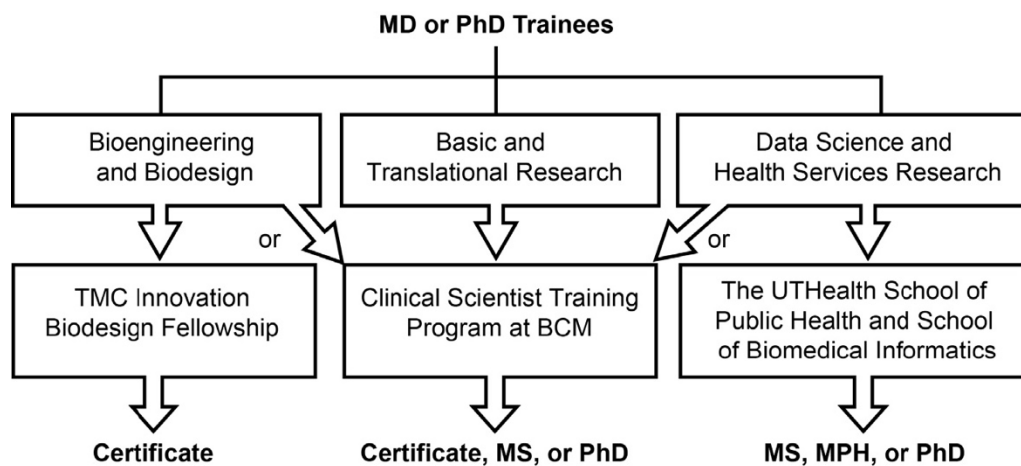 MD or PhD Trainees
Bioengineering
and Biodesign
Basic and
Translational Research
Data Science and
Health Services Research
or
or
TMC Innovation
Biodesign Fellowship
Clinical Scientist Training
Program at BCM
The UTHealth School of
Public Health and School
of Biomedical Informatics
Certificate
Certificate, MS, or PhD
MS, MPH, or PhD